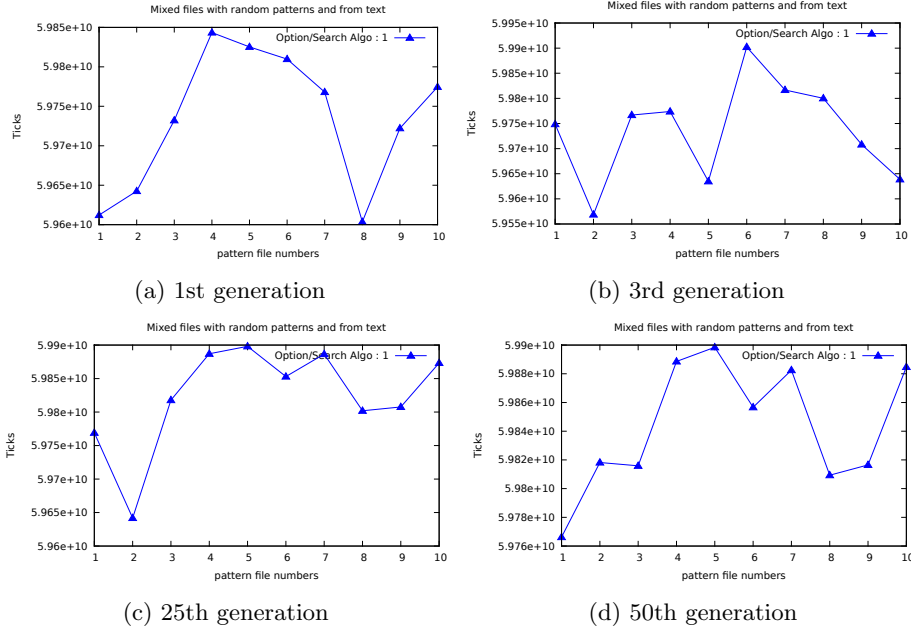 Mixed files with random patterns and from text
5.985e+10
Option/Search Algo : 1
5.98e+10
5.975e+10
Ticks
5.97e+10
5.965e+10
5.96e+10
1 2 3 4 5 6 7 8 9 10
pattern file numbers
(a) 1st generation
Mixed files with random patterns and from text
5.995e+10
Option/Search Algo : 1
5.99e+10
5.985e+10
5.98e+10
Ticks
5.975e+10
5.97e+10
5.965e+10
5.96e+10
5.955e+10
1 2 3 4 5 6 7 8 9 10
pattern file numbers
(b) 3rd generation
Mixed files with random patterns and from text
5.99e+10
Option/Search Algo : 1
5.985e+10
5.98e+10
5.975e+10
Ticks
5.97e+10
5.965e+10
5.96e+10
1 2 3 4 5 6 7 8 9 10
pattern file numbers
(c) 25th generation
Mixed files with random patterns and from text
5.99e+10
Option/Search Algo : 1
5.988e+10
5.986e+10
5.984e+10
Ticks
5.982e+10
5.98e+10
5.978e+10
5.976e+10
1 2 3 4 5 6 7 8 9 10
pattern file numbers
(d) 50th generation